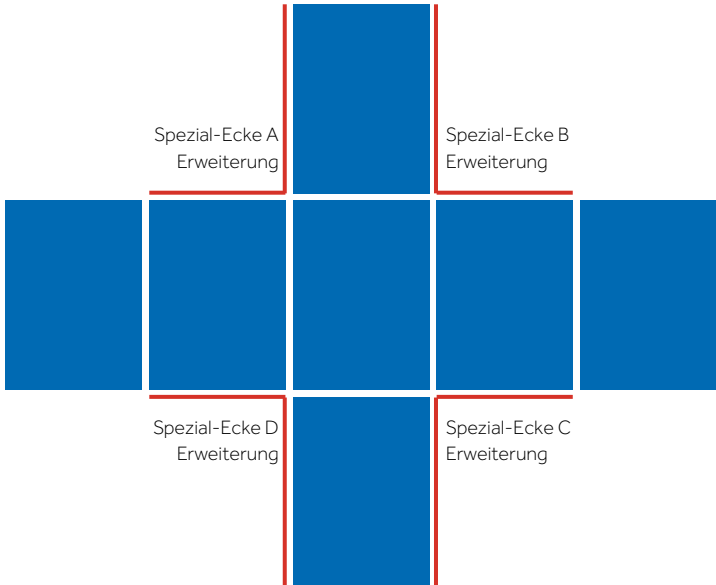 Spezial-Ecke A
Erweiterung
Spezial-Ecke B
Erweiterung
Spezial-Ecke D
Erweiterung
Spezial-Ecke C
Erweiterung